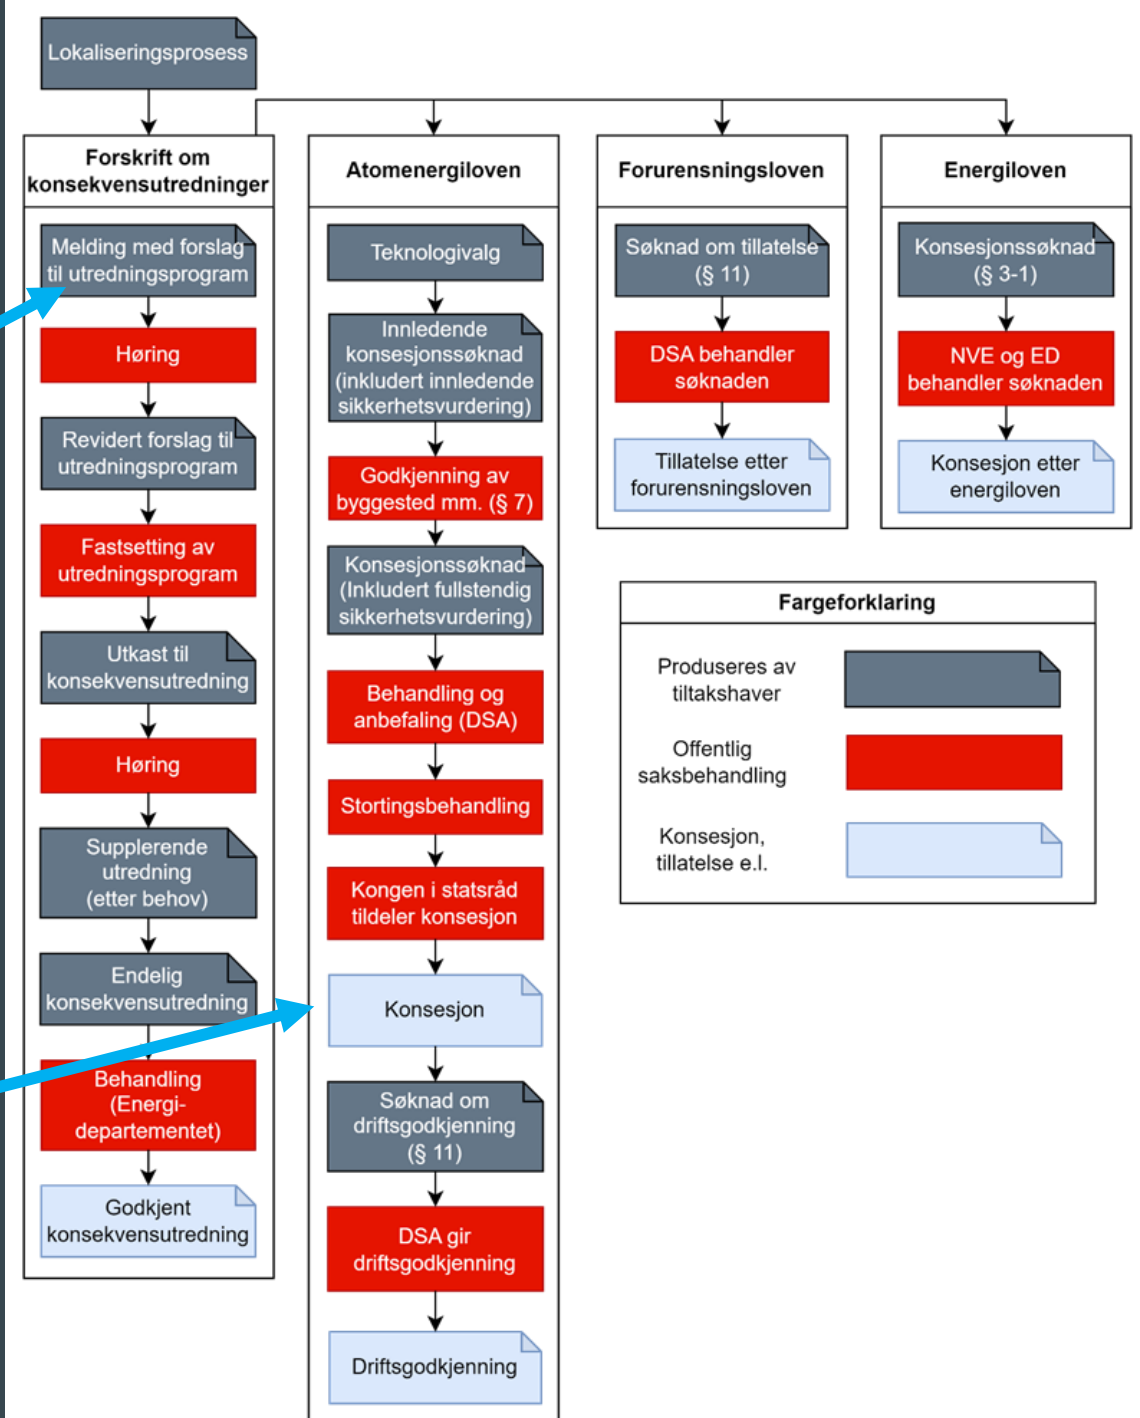 Lokaliseringsprosess
Forskrift om
konsekvensutredninger
Melding med forslag
til utredningsprogram
Høring
Revidert forslag til
utredningsprogram
Fastsetting av
utredningsprogram
Utkast til
konsekvensutredning
Høring
Supplerende
utredning
(etter behov)
Endelig
konsekvensutredning
Behandling
(Energi-
departementet)
Godkjent
konsekvensutredning
Atomenergiloven
Teknologivalg
Innledende
konsesjonssøknad
(inkludert innledende
sikkerhetsvurdering)
Godkjenning av
byggested mm. (§ 7)
Konsesjonssøknad
(Inkludert fullstendig
sikkerhetsvurdering)
Behandling og
anbefaling (DSA)
Stortingsbehandling
Kongen i statsråd
tildeler konsesjon
Konsesjon
Søknad om
driftsgodkjenning
(§ 11)
DSA gir
driftsgodkjenning
Driftsgodkjenning
Forurensningsloven
Søknad om tillatelse
(§ 11)
DSA behandler
søknaden
Tillatelse etter
forurensningsloven
Energiloven
Konsesjonssøknad
(§ 3-1)
NVE og ED
behandler søknaden
Konsesjon etter
energiloven
Fargeforklaring
Produseres av
tiltakshaver
Offentlig
saksbehandling
Konsesjon,
tillatelse e.l.